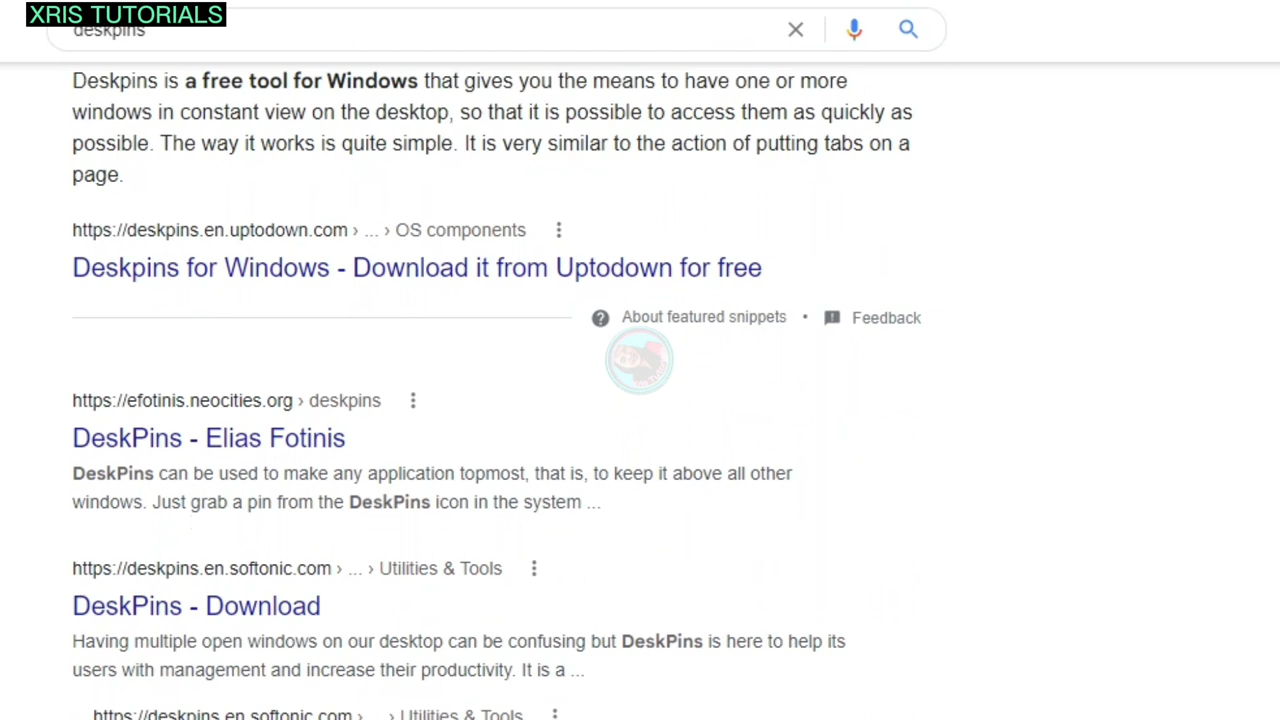 XRIS TUTORIALS
deskpins
Deskpins is a free tool for Windows that gives you the means to have one or more
windows in constant view on the desktop, so that it is possible to access them as quickly as
possible. The way it works is quite simple. It is very similar to the action of putting tabs on a
page.
https://deskpins.en.uptodown.com › ... › OS components
Deskpins for Windows - Download it from Uptodown for free
About featured snippets • Feedback
https://efotinis.neocities.org › deskpins
DeskPins - Elias Fotinis
DeskPins can be used to make any application topmost, that is, to keep it above all other
windows. Just grab a pin from the DeskPins icon in the system ...
https://deskpins.en.softonic.com › ... › Utilities & Tools
DeskPins - Download
Having multiple open windows on our desktop can be confusing but DeskPins is here to help its
users with management and increase their productivity. It is a ...
https://deskpins.en.softonic.com › ... › Utilities & Tools